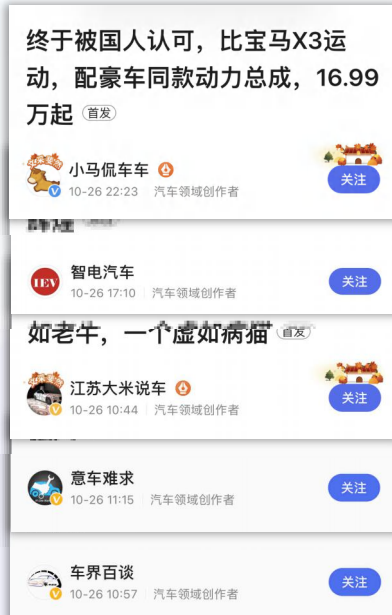 终于被国人认可，比宝马X3运
动，配豪车同款动力总成，16.99
万起 首发
小马侃车车
10-26 22:23 汽车领域创作者
关注
1EV
智电汽车
10-26 17:10 汽车领域创作者
关注
如老牛，一个虚如病猫 首发
江苏大米说车
10-26 10:44 汽车领域创作者
关注
意车难求
10-26 11:15 汽车领域创作者
关注
车界百谈
10-26 10:57 汽车领域创作者
关注